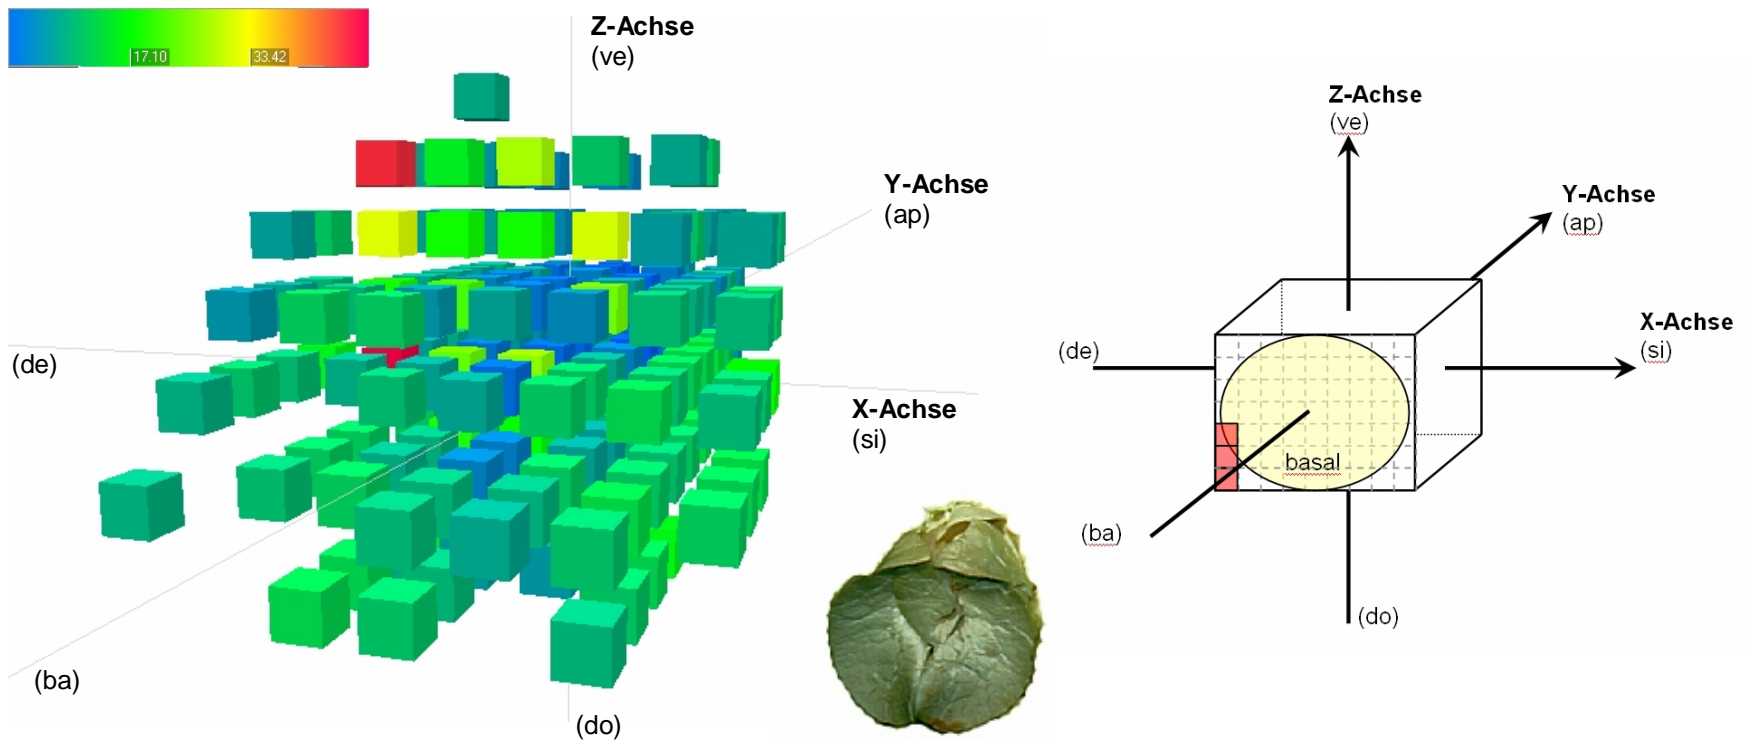 17.10
33.42
Z-Achse
(ve)
Y-Achse
(ap)
(de)
X-Achse
(si)
(ba)
(do)
Z-Achse
(ve)
Y-Achse
(ap)
X-Achse
(si)
(de)
basal
(ba)
(do)